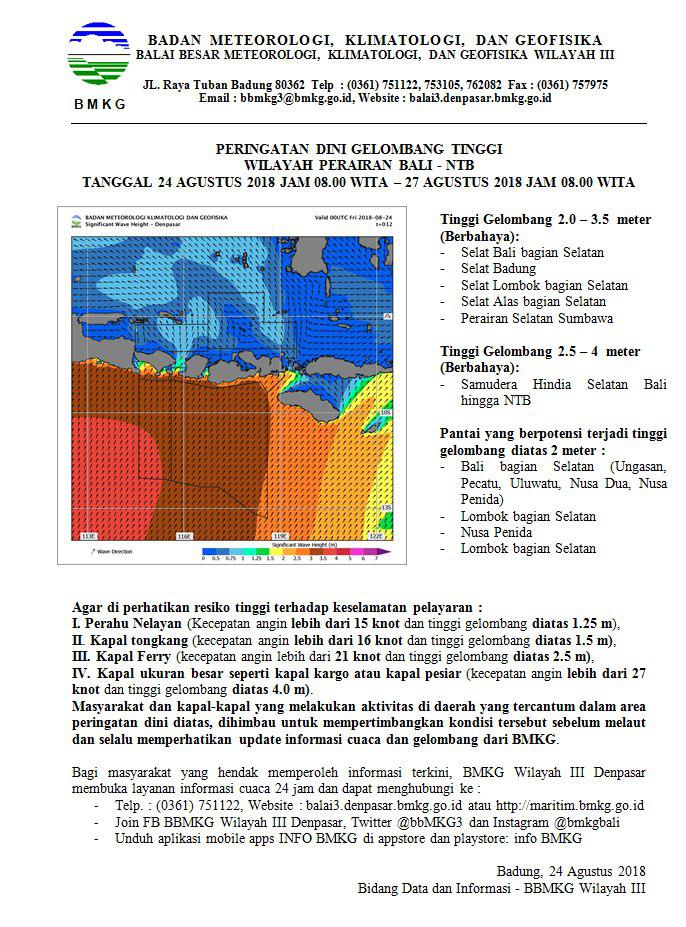 BADAN METEOROLOGI, KLIMATOLOGI, DAN GEOFISIKA
BALAI BESAR METEOROLOGI, KLIMATOLOGI, DAN GEOFISIKA WILAYAH III
JL. Raya Tuban Badung 80362 Telp : (0361) 751122, 753105, 762082 Fax : (0361) 757975
Email : bbmkg3@bmkg.go.id, Website : balai3.denpasar.bmkg.go.id
BMKG
PERINGATAN DINI GELOMBANG TINGGI
WILAYAH PERAIRAN BALI - NTB
TANGGAL 24 AGUSTUS 2018 JAM 08.00 WITA – 27 AGUSTUS 2018 JAM 08.00 WITA
BADAN METEOROLOGI KLIMATOLOGI DAN GEOFISIKA
Significant Wave Height - Denpasar
Valid 00UTC Fri 2018-08-24
t+012
7S
10S
13S
113E 116E 119E 122E
Significant Wave Height (m)
Wave Direction
0 0.5 0.75 1 1.25 1.5 2 2.5 3 3.5 4 5 6 7
Tinggi Gelombang 2.0 – 3.5 meter
(Berbahaya):
- Selat Bali bagian Selatan
- Selat Badung
- Selat Lombok bagian Selatan
- Selat Alas bagian Selatan
- Perairan Selatan Sumbawa
Tinggi Gelombang 2.5 – 4 meter
(Berbahaya):
- Samudera Hindia Selatan Bali
hingga NTB
Pantai yang berpotensi terjadi tinggi
gelombang diatas 2 meter :
- Bali bagian Selatan (Ungasan,
Pecatu, Uluwatu, Nusa Dua, Nusa
Penida)
- Lombok bagian Selatan
- Nusa Penida
- Lombok bagian Selatan
Agar di perhatikan resiko tinggi terhadap keselamatan pelayaran :
I. Perahu Nelayan (Kecepatan angin lebih dari 15 knot dan tinggi gelombang diatas 1.25 m),
II. Kapal tongkang (kecepatan angin lebih dari 16 knot dan tinggi gelombang diatas 1.5 m),
III. Kapal Ferry (kecepatan angin lebih dari 21 knot dan tinggi gelombang diatas 2.5 m),
IV. Kapal ukuran besar seperti kapal kargo atau kapal pesiar (kecepatan angin lebih dari 27
knot dan tinggi gelombang diatas 4.0 m).
Masyarakat dan kapal-kapal yang melakukan aktivitas di daerah yang tercantum dalam area
peringatan dini diatas, dihimbau untuk mempertimbangkan kondisi tersebut sebelum melaut
dan selalu memperhatikan update informasi cuaca dan gelombang dari BMKG.
Bagi masyarakat yang hendak memperoleh informasi terkini, BMKG Wilayah III Denpasar
membuka layanan informasi cuaca 24 jam dan dapat menghubungi ke :
- Telp. : (0361) 751122, Website : balai3.denpasar.bmkg.go.id atau http://maritim.bmkg.go.id
- Join FB BBMKG Wilayah III Denpasar, Twitter @bbMKG3 dan Instagram @bmkgbali
- Unduh aplikasi mobile apps INFO BMKG di appstore dan playstore: info BMKG
Badung, 24 Agustus 2018
Bidang Data dan Informasi - BBMKG Wilayah III